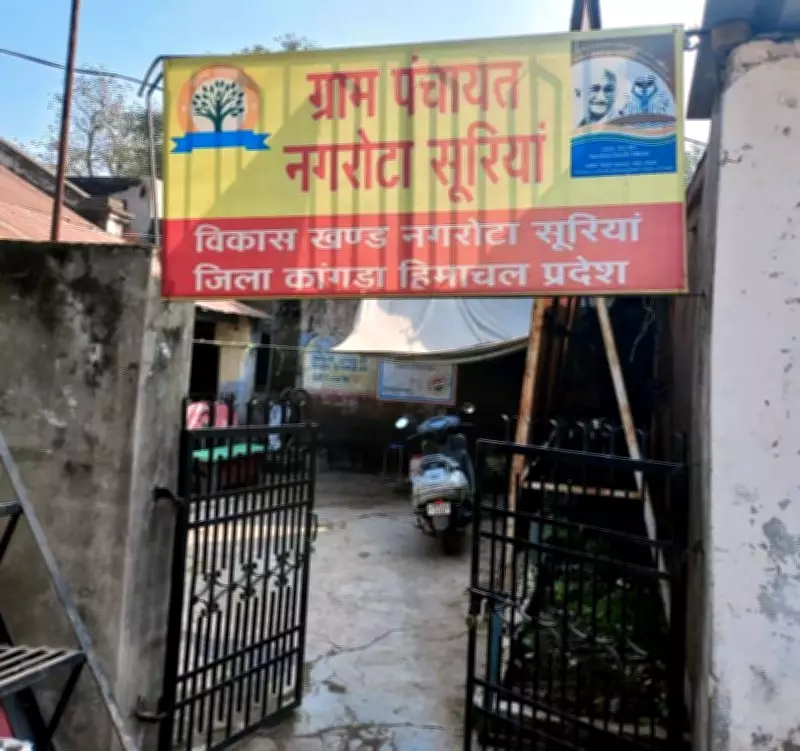 ग्राम पंचायत
नगरोटा सूरियां
विकास खण्ड नगरोटा सूरियां
जिला कांगड़ा हिमाचल प्रदेश